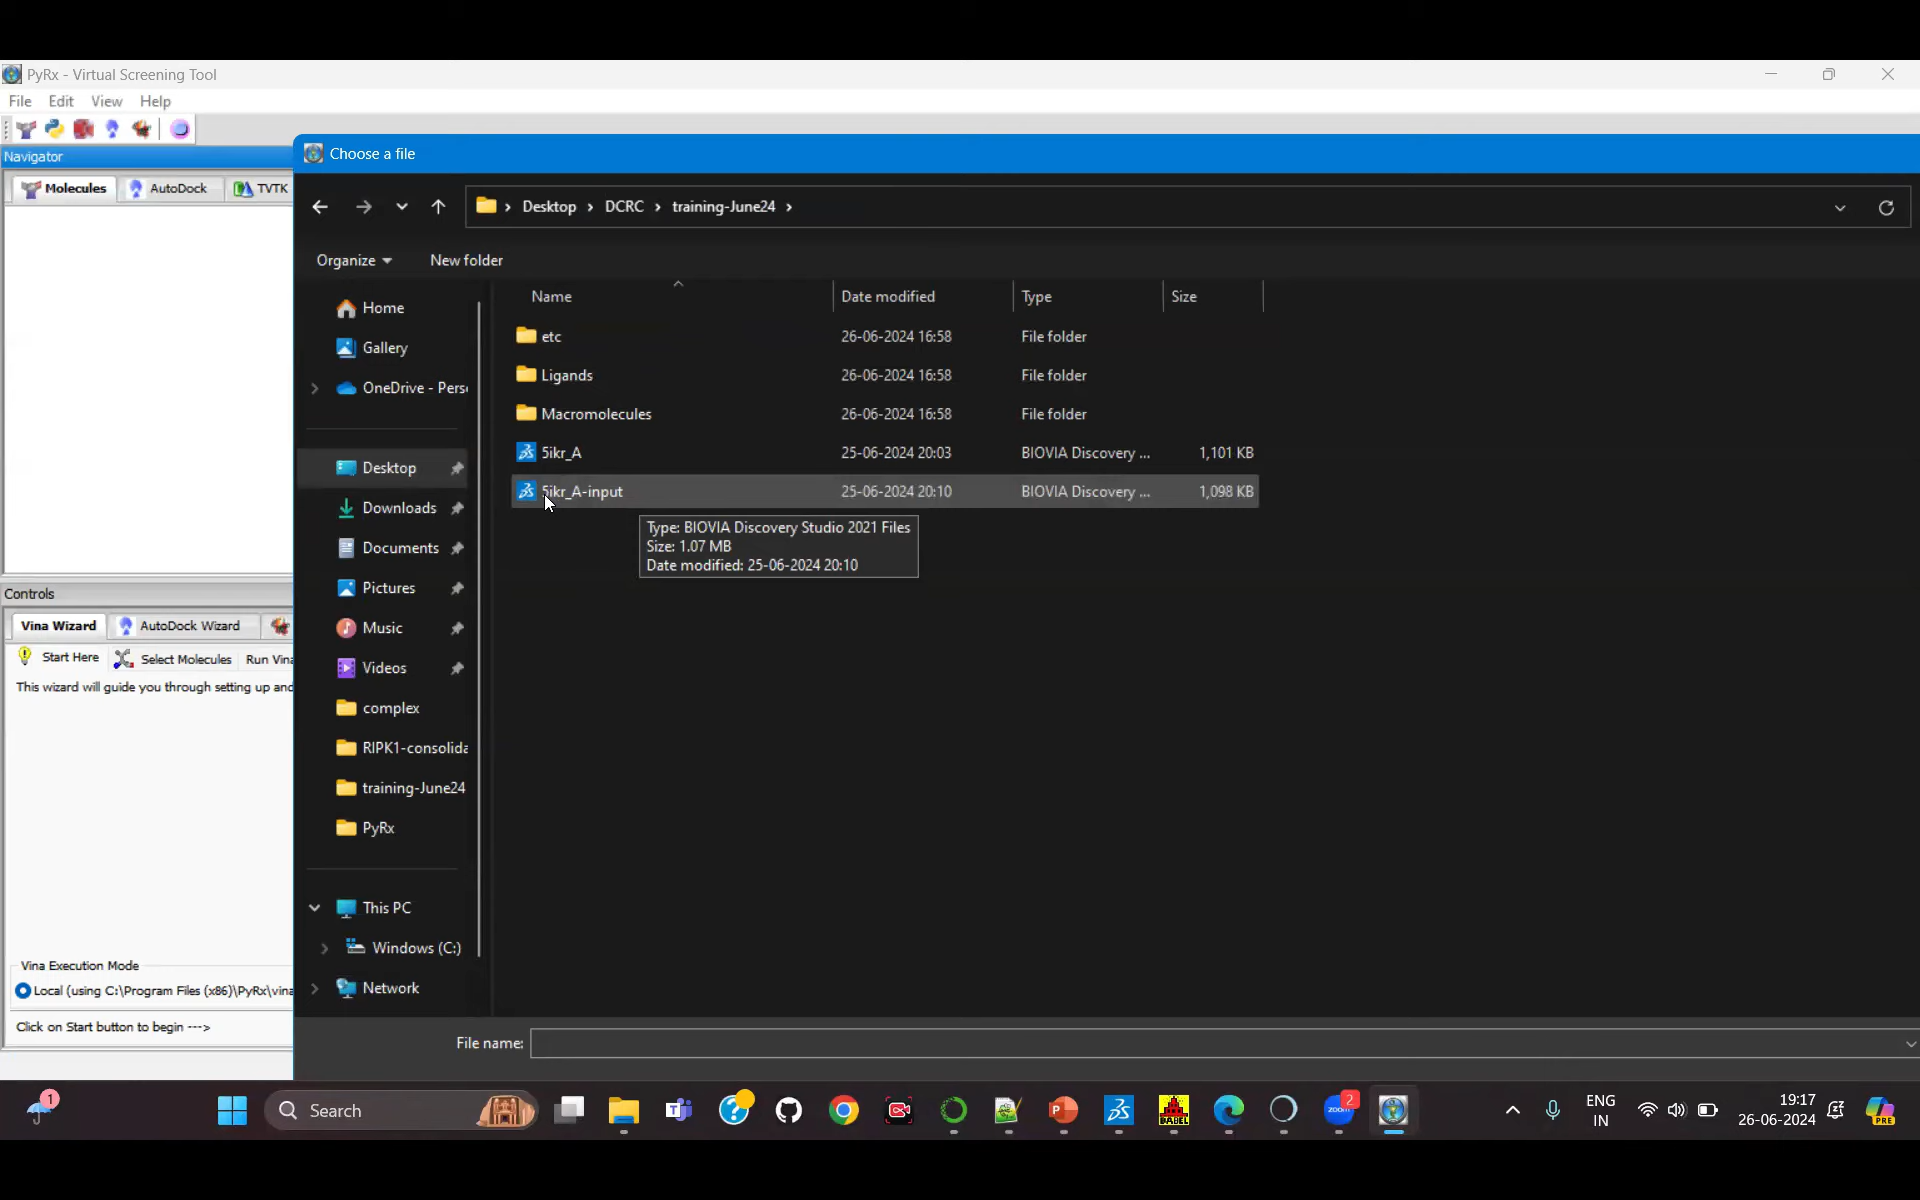 PyRx - Virtual Screening Tool
File Edit View Help
Navigator
Molecules AutoDock TVTK
Choose a file
Desktop DCRC training-June24
Organize New folder
Name Date modified Type Size
etc 26-06-2024 16:58 File folder
Ligands 26-06-2024 16:58 File folder
Macromolecules 26-06-2024 16:58 File folder
5ikr_A 25-06-2024 20:03 BIOVIA Discovery ... 1,101 KB
5ikr_A-input 25-06-2024 20:10 BIOVIA Discovery ... 1,098 KB
Type: BIOVIA Discovery Studio 2021 Files
Size: 1.07 MB
Date modified: 25-06-2024 20:10
Home
Gallery
OneDrive - Pers
Desktop
Downloads
Documents
Pictures
Music
Videos
complex
RIPK1-consolida
training-June24
PyRx
This PC
Windows (C:)
Network
Controls
Vina Wizard AutoDock Wizard
Start Here Select Molecules Run Vina
This wizard will guide you through setting up and
Vina Execution Mode
Local (using C:\Program Files (x86)\PyRx\vina
Click on Start button to begin --->
File name:
1
Search
BABEL
zoom
2
ENG
IN
19:17
26-06-2024
PRE